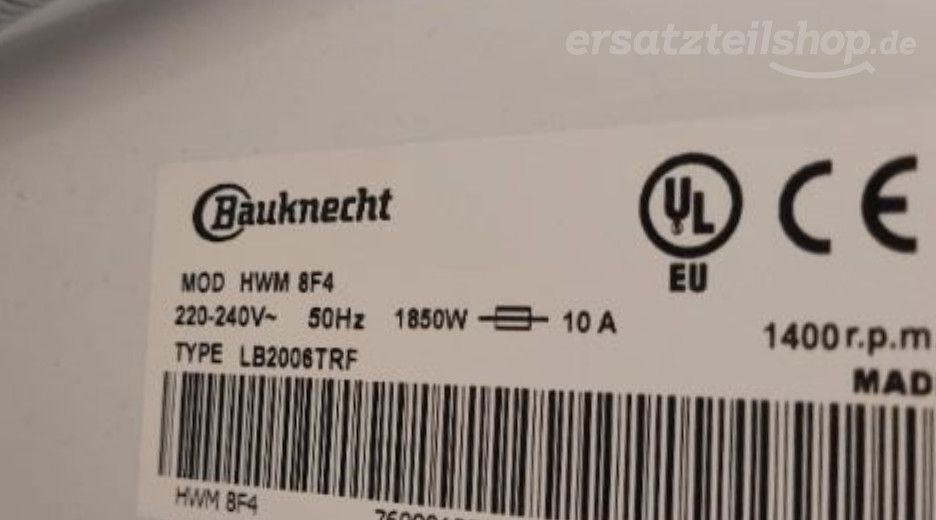 ersatzteilshop.de
Bauknecht
UL
CE
EU
MOD HWM 8F4
220-240V~ 50Hz 1850W 10 A
1400 r.p.m
TYPE LB2006TRF
MAD
HWM 8F4